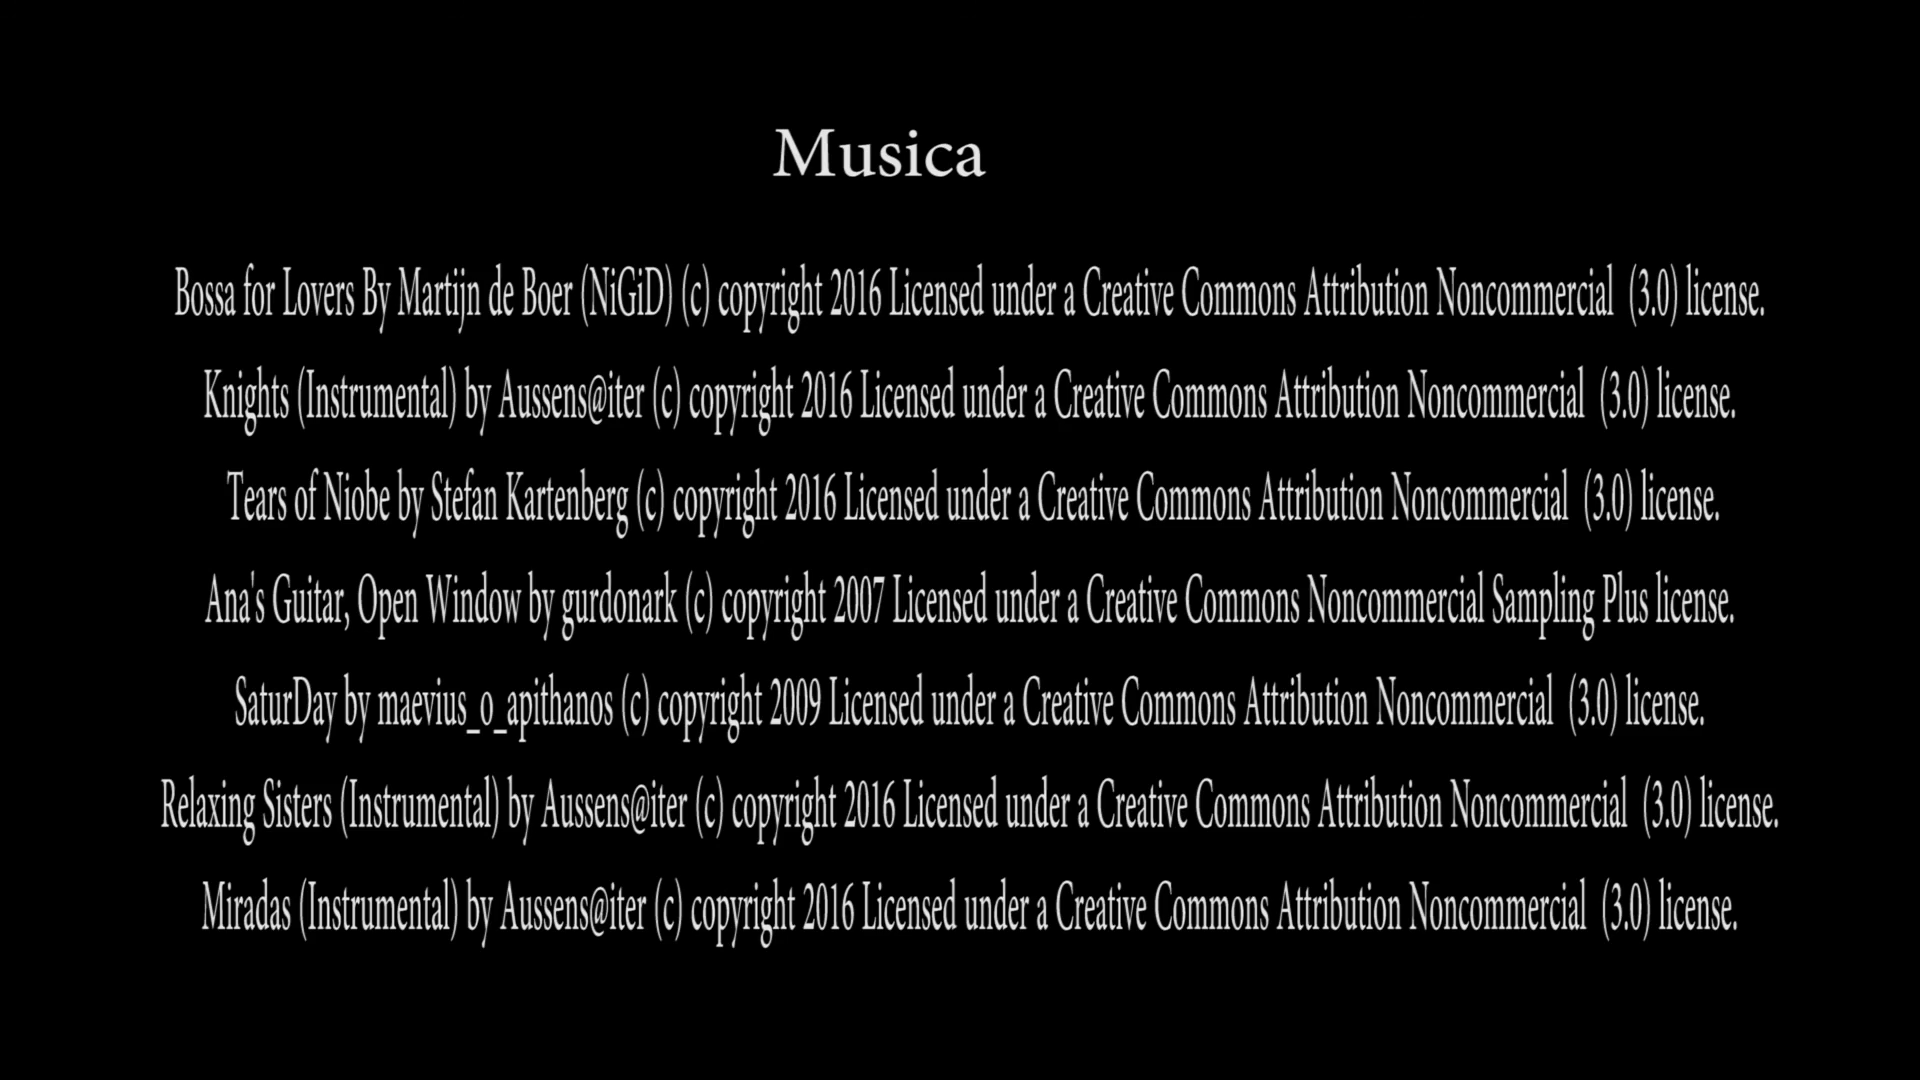 Musica
Bossa for Lovers By Martijn de Boer (NiGiD) (c) copyright 2016 Licensed under a Creative Commons Attribution Noncommercial (3.0) license.
Knights (Instrumental) by Aussens@iter (c) copyright 2016 Licensed under a Creative Commons Attribution Noncommercial (3.0) license.
Tears of Niobe by Stefan Kartenberg (c) copyright 2016 Licensed under a Creative Commons Attribution Noncommercial (3.0) license.
Ana's Guitar, Open Window by gurdonark (c) copyright 2007 Licensed under a Creative Commons Noncommercial Sampling Plus license.
SaturDay by maevius_o_apithanos (c) copyright 2009 Licensed under a Creative Commons Attribution Noncommercial (3.0) license.
Relaxing Sisters (Instrumental) by Aussens@iter (c) copyright 2016 Licensed under a Creative Commons Attribution Noncommercial (3.0) license.
Miradas (Instrumental) by Aussens@iter (c) copyright 2016 Licensed under a Creative Commons Attribution Noncommercial (3.0) license.